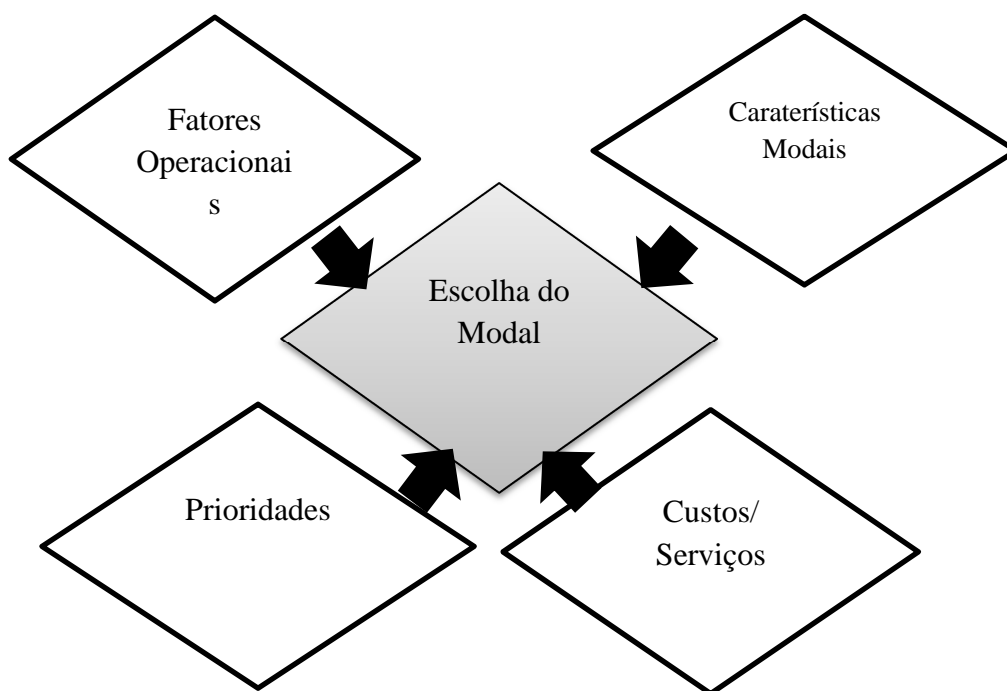 Fatores
Operacionai
s
Caraterísticas
Modais
Escolha do
Modal
Prioridades
Custos/
Serviços